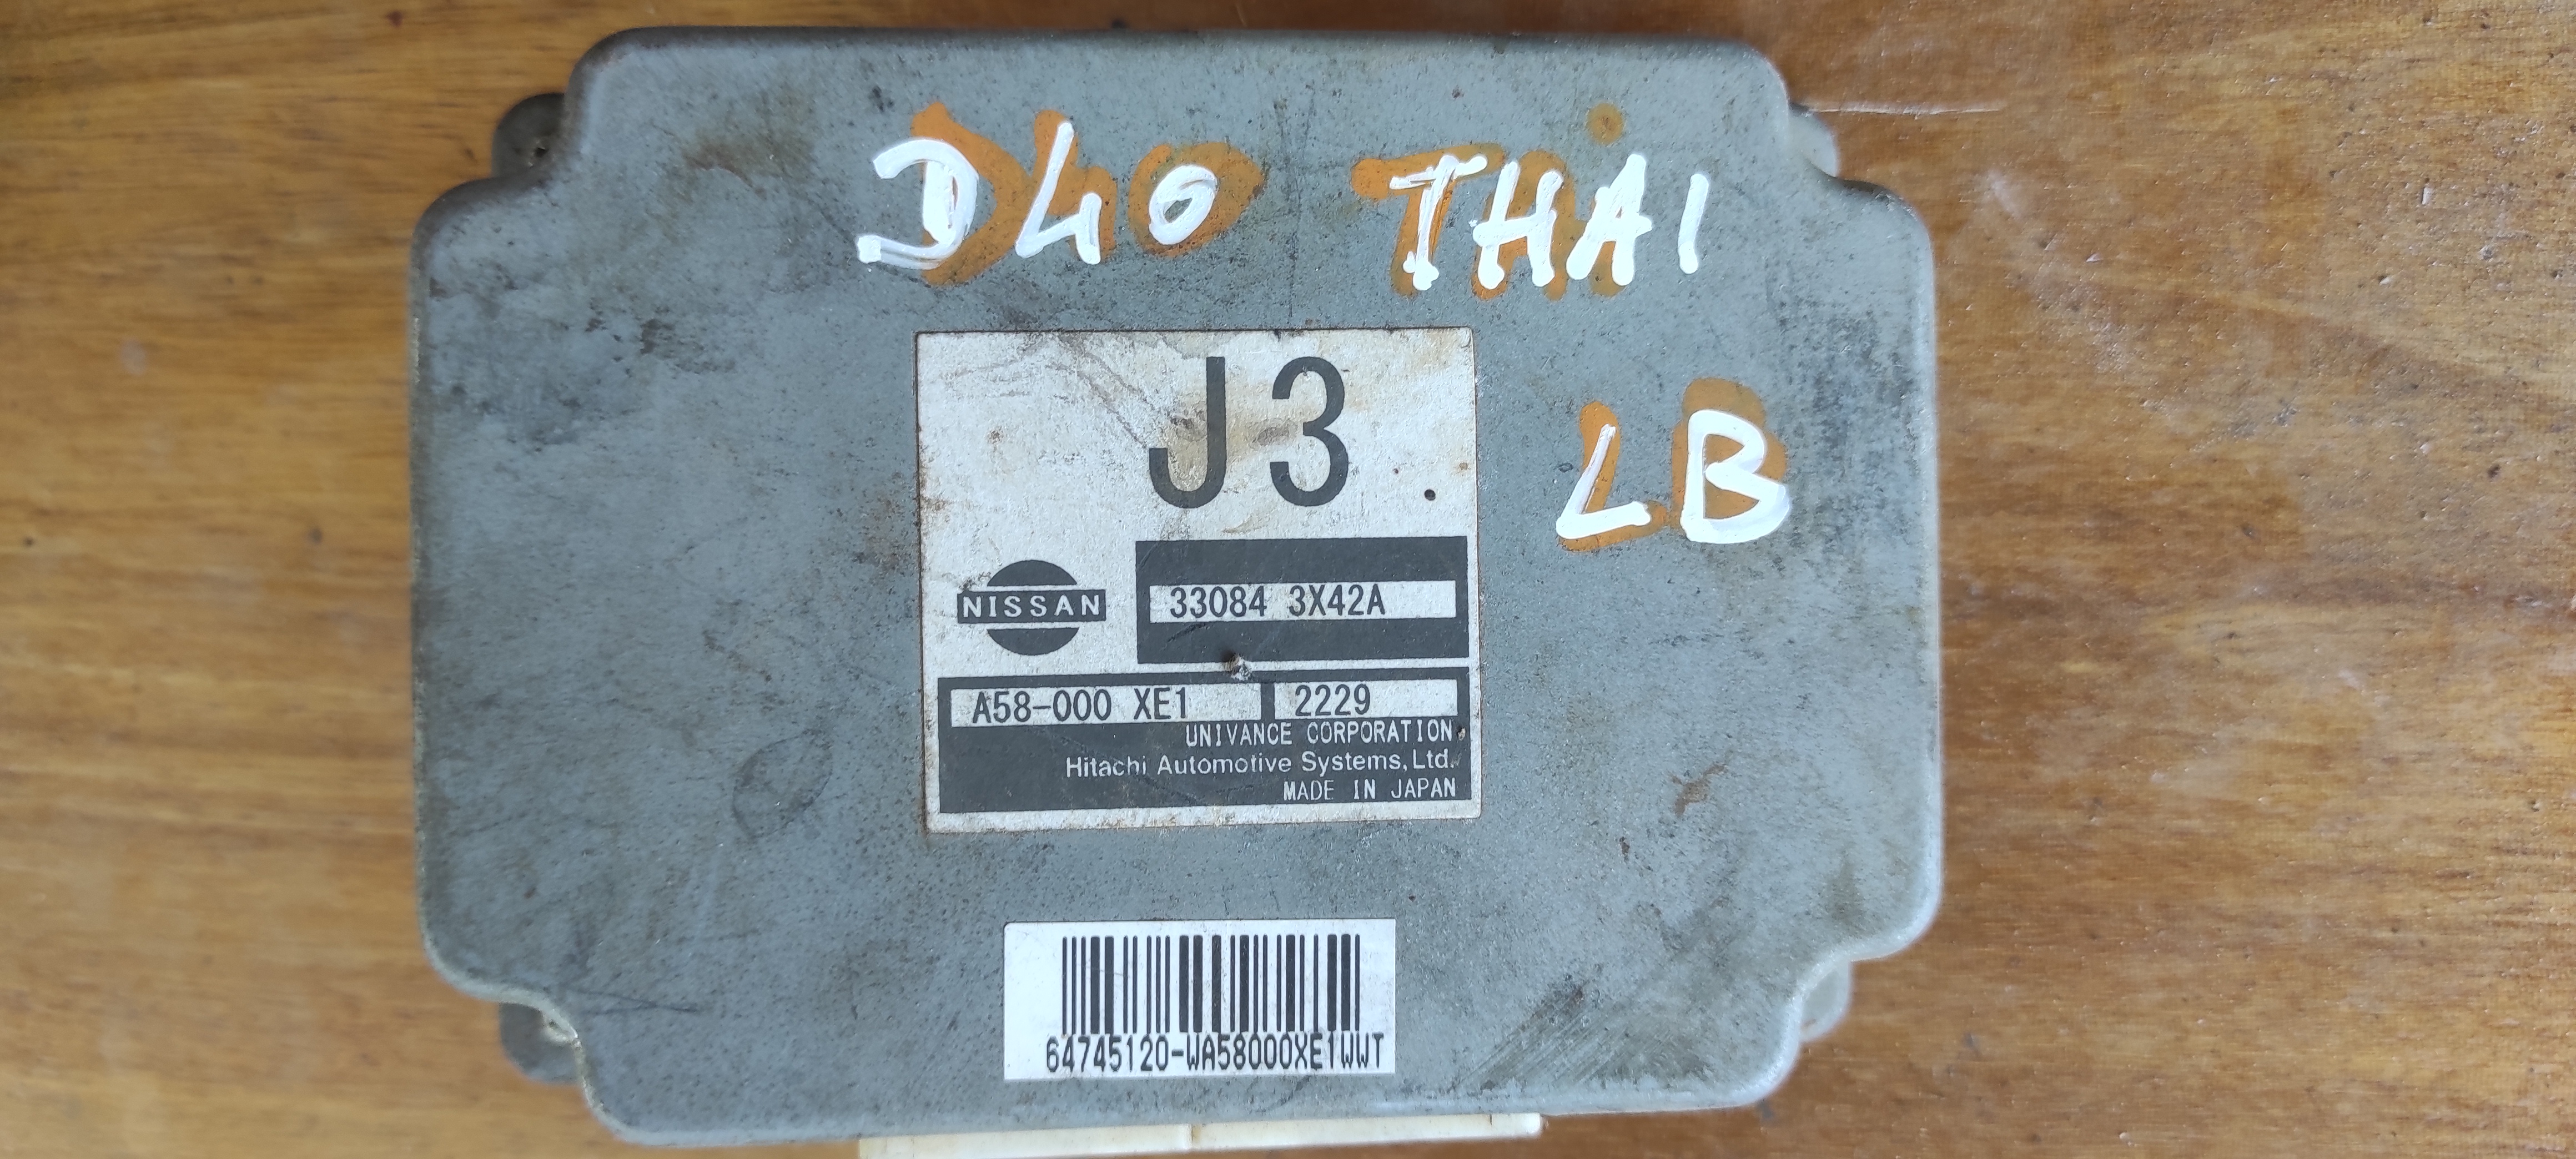 D40 THAI
LB
J3
NISSAN
33084 3X42A
A58-000 XE1 2229
UNIVANCE CORPORATION
Hitachi Automotive Systems, Ltd.
MADE IN JAPAN
64745120-WA58000XE1WWT